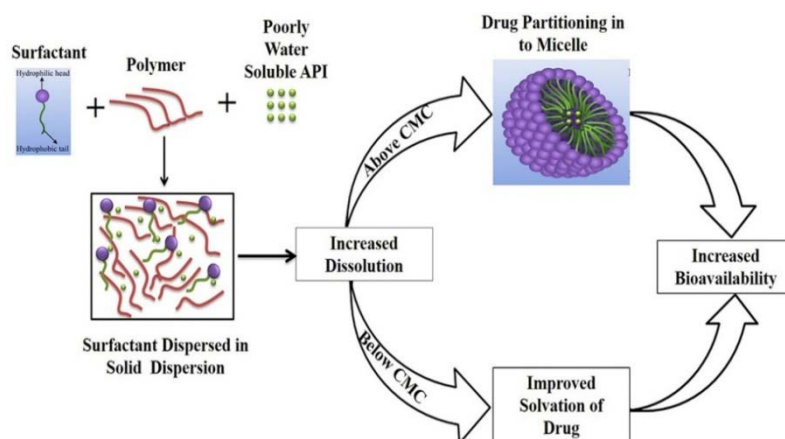 Surfactant
Hydrophilic head
Hydrophobic tail
+
Polymer
+
Poorly
Water
Soluble API
Surfactant Dispersed in
Solid Dispersion
Increased
Dissolution
Above CMC
Below CMC
Drug Partitioning in
to Micelle
Improved
Solvation of
Drug
Increased
Bioavailability